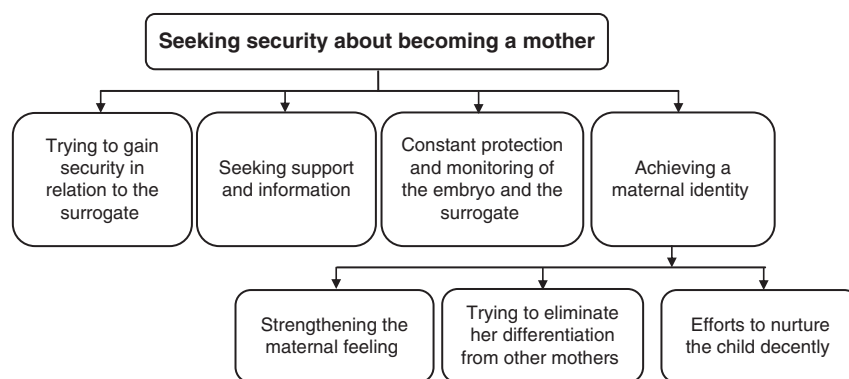 Seeking security about becoming a mother
Trying to gain
security in
relation to the
surrogate
Seeking support
and information
Constant protection
and monitoring of
the embryo and the
surrogate
Achieving a
maternal identity
Strengthening the
maternal feeling
Trying to eliminate
her differentiation
from other mothers
Efforts to nurture
the child decently